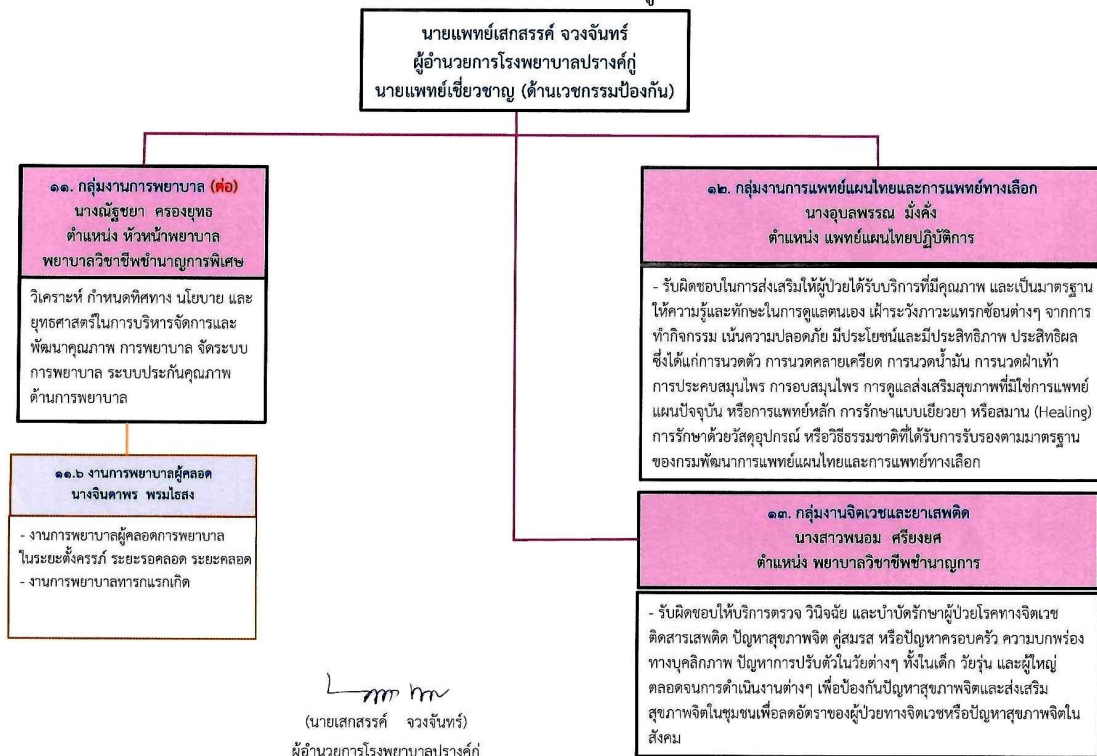 นายแพทย์เสกสรรค์ จวงจันทร์
ผู้อำนวยการโรงพยาบาลปรางค์กู่
นายแพทย์เชี่ยวชาญ (ด้านเวชกรรมป้องกัน)
๑๑. กลุ่มงานการพยาบาล (ต่อ)
นางณัฐชยา ครองยุทธ
ตำแหน่ง หัวหน้าพยาบาล
พยาบาลวิชาชีพชำนาญการพิเศษ
วิเคราะห์ กำหนดทิศทาง นโยบาย และ
ยุทธศาสตร์ในการบริหารจัดการและ
พัฒนาคุณภาพ การพยาบาล จัดระบบ
การพยาบาล ระบบประกันคุณภาพ
ด้านการพยาบาล
๑๑.๖ งานการพยาบาลผู้คลอด
นางจินดาพร พรมไธสง
- งานการพยาบาลผู้คลอดการพยาบาล
ในระยะตั้งครรภ์ ระยะรอคลอด ระยะคลอด
- งานการพยาบาลทารกแรกเกิด
๑๒. กลุ่มงานการแพทย์แผนไทยและการแพทย์ทางเลือก
นางอุบลพรรณ มั่งคั่ง
ตำแหน่ง แพทย์แผนไทยปฏิบัติการ
- รับผิดชอบในการส่งเสริมให้ผู้ป่วยได้รับบริการที่มีคุณภาพ และเป็นมาตรฐาน
ให้ความรู้และทักษะในการดูแลตนเอง เฝ้าระวังภาวะแทรกซ้อนต่างๆ จากการ
ทำกิจกรรม เน้นความปลอดภัย มีประโยชน์และมีประสิทธิภาพ ประสิทธิผล
ซึ่งได้แก่การนวดตัว การนวดคลายเครียด การนวดน้ำมัน การนวดฝ่าเท้า
การประคบสมุนไพร การอบสมุนไพร การดูแลส่งเสริมสุขภาพที่มิใช่การแพทย์
แผนปัจจุบัน หรือการแพทย์หลัก การรักษาแบบเยียวยา หรือสมาน (Healing)
การรักษาด้วยวัสดุอุปกรณ์ หรือวิธีธรรมชาติที่ได้รับการรับรองตามมาตรฐาน
ของกรมพัฒนาการแพทย์แผนไทยและการแพทย์ทางเลือก
๑๓. กลุ่มงานจิตเวชและยาเสพติด
นางสาวพนอม ศรียงยศ
ตำแหน่ง พยาบาลวิชาชีพชำนาญการ
- รับผิดชอบให้บริการตรวจ วินิจฉัย และบำบัดรักษาผู้ป่วยโรคทางจิตเวช
ติดสารเสพติด ปัญหาสุขภาพจิต คู่สมรส หรือปัญหาครอบครัว ความบกพร่อง
ทางบุคลิกภาพ ปัญหาการปรับตัวในวัยต่างๆ ทั้งในเด็ก วัยรุ่น และผู้ใหญ่
ตลอดจนการดำเนินงานต่างๆ เพื่อป้องกันปัญหาสุขภาพจิตและส่งเสริม
สุขภาพจิตในชุมชนเพื่อลดอัตราของผู้ป่วยทางจิตเวชหรือปัญหาสุขภาพจิตใน
สังคม
(นายเสกสรรค์ จวงจันทร์)
ผู้อำนวยการโรงพยาบาลปรางค์กู่